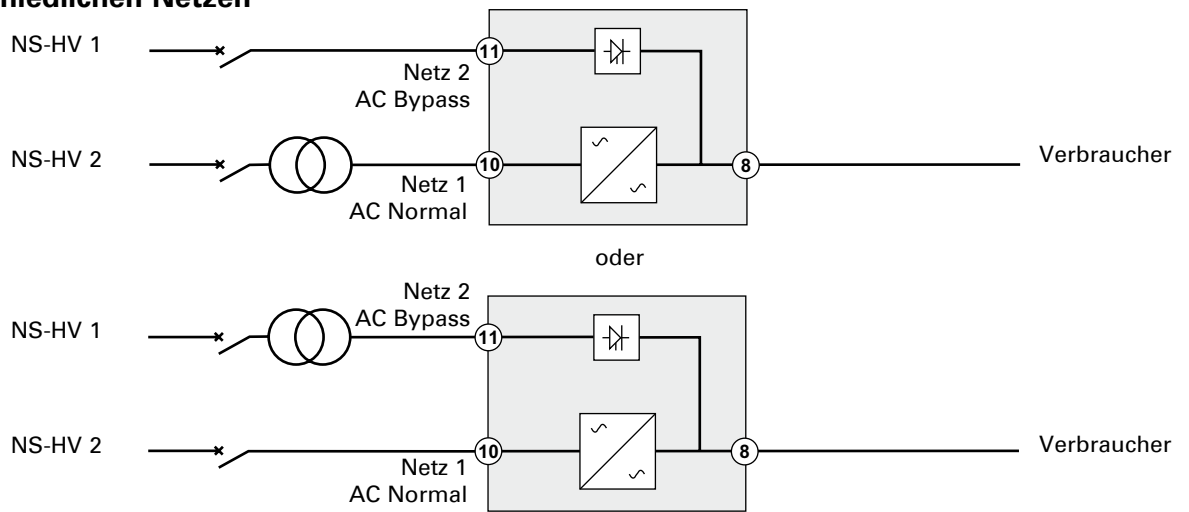 hiedlichen Netzen
NS-HV 1
11
Netz 2
AC Bypass
NS-HV 2
10
8
Verbraucher
Netz 1
AC Normal
oder
Netz 2
AC Bypass
NS-HV 1
11
NS-HV 2
10
8
Verbraucher
Netz 1
AC Normal